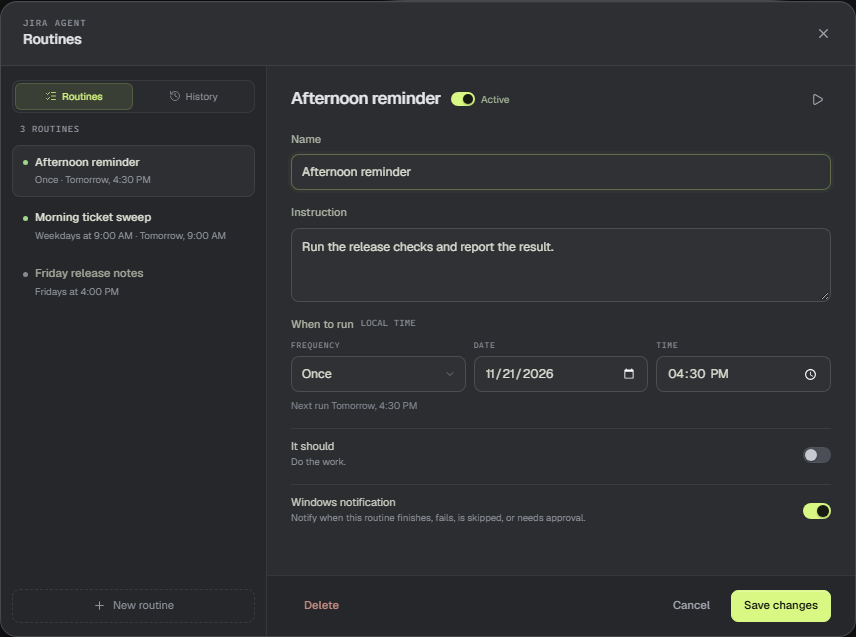 JIRA AGENT
Routines
Routines
History
3 ROUTINES
Afternoon reminder
Once · Tomorrow, 4:30 PM
Morning ticket sweep
Weekdays at 9:00 AM · Tomorrow, 9:00 AM
Friday release notes
Fridays at 4:00 PM
New routine
Afternoon reminder
Active
Name
Afternoon reminder
Instruction
Run the release checks and report the result.
When to run LOCAL TIME
FREQUENCY DATE TIME
Once 11/21/2026 04:30 PM
Next run Tomorrow, 4:30 PM
It should
Do the work.
Windows notification
Notify when this routine finishes, fails, is skipped, or needs approval.
Delete
Cancel
Save changes